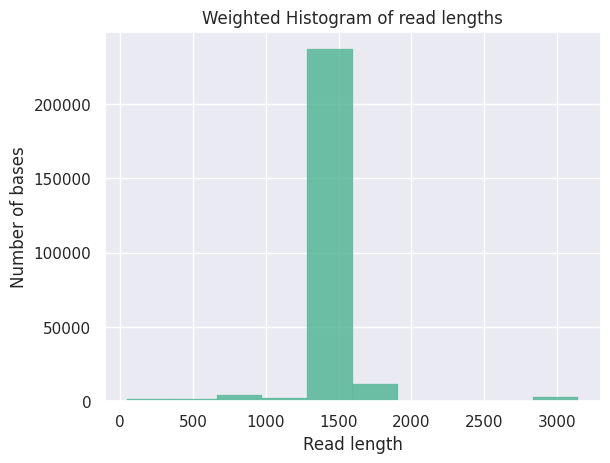 Weighted Histogram of read lengths
Number of bases
200000
150000
100000
50000
0
0 500 1000 1500 2000 2500 3000
Read length